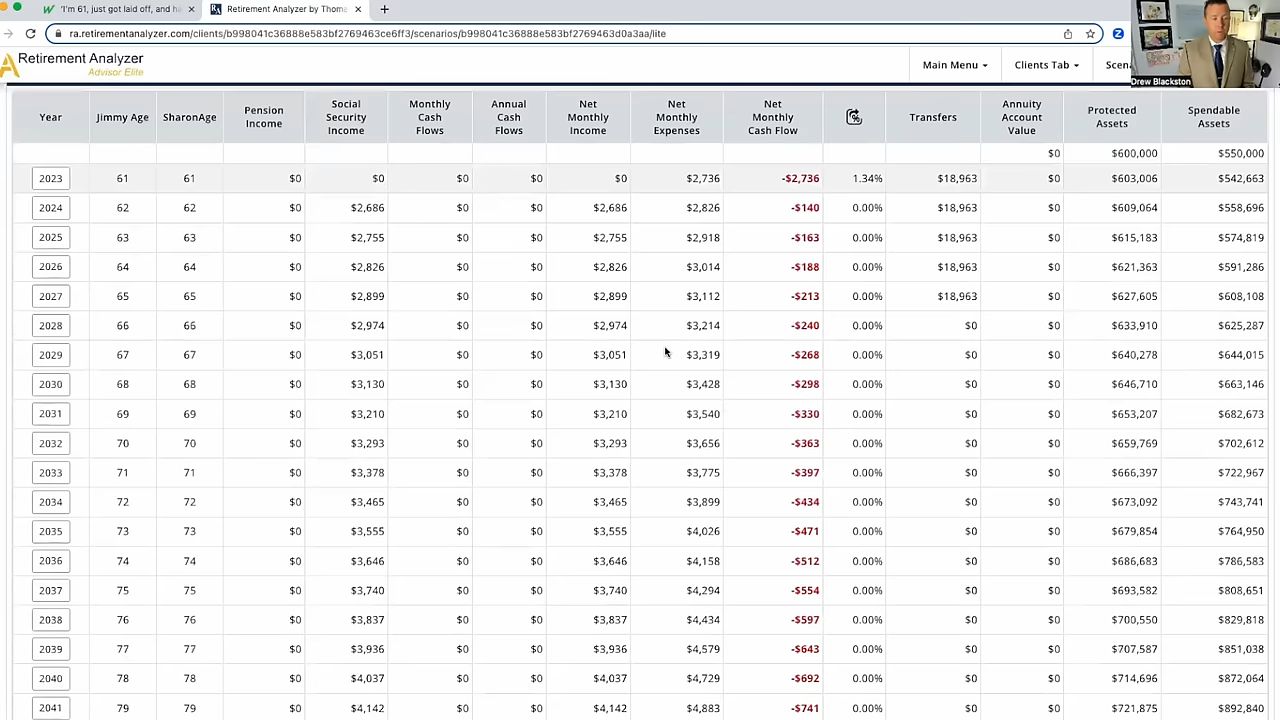 'I'm 61, just got laid off, and ha
Retirement Analyzer by Thoma
ra.retirementanalyzer.com/clients/b998041c36888e583bf2769463ce6ff3/scenarios/b998041c36888e583bf2769463d0a3aa/lite
Retirement Analyzer
Advisor Elite
Main Menu
Clients Tab
Scen
Drew Blackston
Year Jimmy Age SharonAge Pension Income Social Security Income Monthly Cash Flows Annual Cash Flows Net Monthly Income Net Monthly Expenses Net Monthly Cash Flow Transfers Annuity Account Value Protected Assets Spendable Assets
$0 $600,000 $550,000
2023 61 61 $0 $0 $0 $0 $0 $2,736 -$2,736 1.34% $18,963 $0 $603,006 $542,663
2024 62 62 $0 $2,686 $0 $0 $2,686 $2,826 -$140 0.00% $18,963 $0 $609,064 $558,696
2025 63 63 $0 $2,755 $0 $0 $2,755 $2,918 -$163 0.00% $18,963 $0 $615,183 $574,819
2026 64 64 $0 $2,826 $0 $0 $2,826 $3,014 -$188 0.00% $18,963 $0 $621,363 $591,286
2027 65 65 $0 $2,899 $0 $0 $2,899 $3,112 -$213 0.00% $18,963 $0 $627,605 $608,108
2028 66 66 $0 $2,974 $0 $0 $2,974 $3,214 -$240 0.00% $0 $0 $633,910 $625,287
2029 67 67 $0 $3,051 $0 $0 $3,051 $3,319 -$268 0.00% $0 $0 $640,278 $644,015
2030 68 68 $0 $3,130 $0 $0 $3,130 $3,428 -$298 0.00% $0 $0 $646,710 $663,146
2031 69 69 $0 $3,210 $0 $0 $3,210 $3,540 -$330 0.00% $0 $0 $653,207 $682,673
2032 70 70 $0 $3,293 $0 $0 $3,293 $3,656 -$363 0.00% $0 $0 $659,769 $702,612
2033 71 71 $0 $3,378 $0 $0 $3,378 $3,775 -$397 0.00% $0 $0 $666,397 $722,967
2034 72 72 $0 $3,465 $0 $0 $3,465 $3,899 -$434 0.00% $0 $0 $673,092 $743,741
2035 73 73 $0 $3,555 $0 $0 $3,555 $4,026 -$471 0.00% $0 $0 $679,854 $764,950
2036 74 74 $0 $3,646 $0 $0 $3,646 $4,158 -$512 0.00% $0 $0 $686,683 $786,583
2037 75 75 $0 $3,740 $0 $0 $3,740 $4,294 -$554 0.00% $0 $0 $693,582 $808,651
2038 76 76 $0 $3,837 $0 $0 $3,837 $4,434 -$597 0.00% $0 $0 $700,550 $829,818
2039 77 77 $0 $3,936 $0 $0 $3,936 $4,579 -$643 0.00% $0 $0 $707,587 $851,038
2040 78 78 $0 $4,037 $0 $0 $4,037 $4,729 -$692 0.00% $0 $0 $714,696 $872,064
2041 79 79 $0 $4,142 $0 $0 $4,142 $4,883 -$741 0.00% $0 $0 $721,875 $892,840